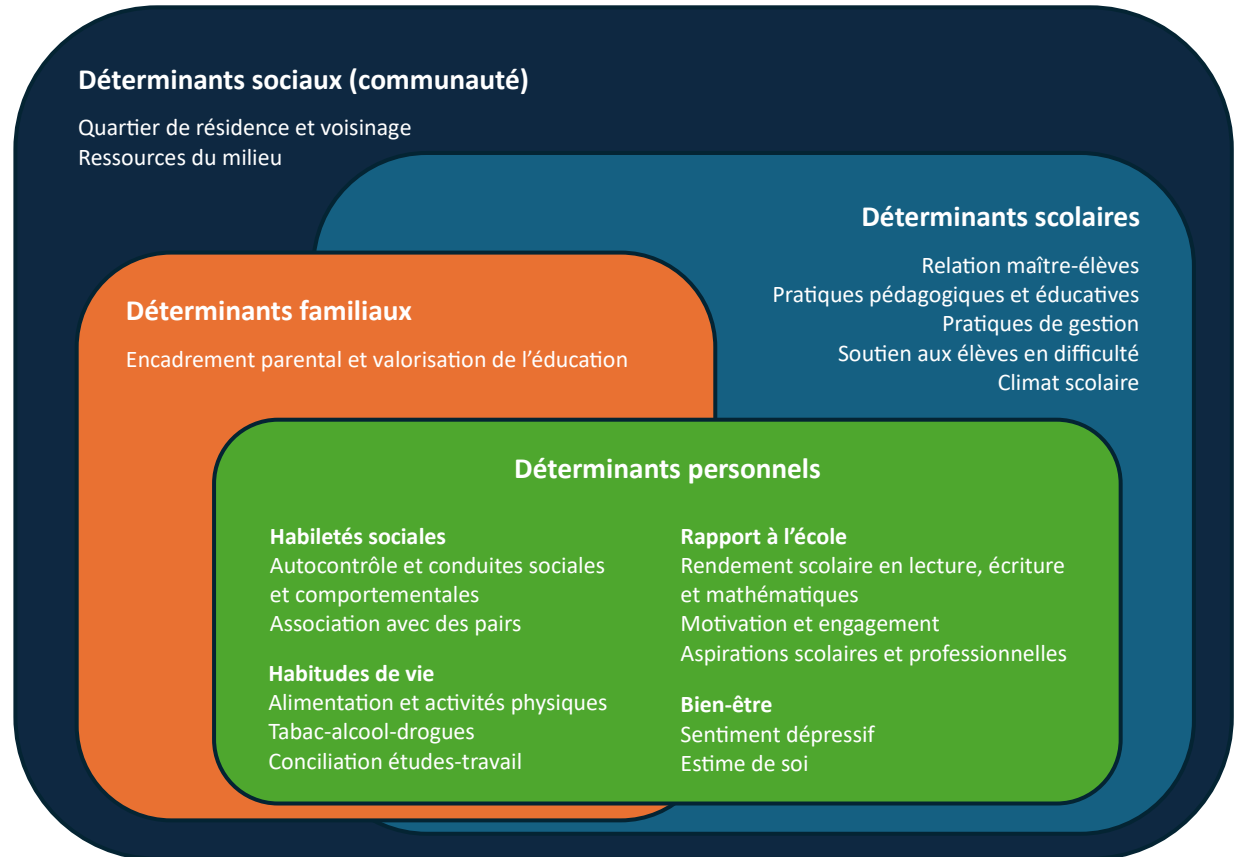 Déterminants sociaux (communauté)
Quartier de résidence et voisinage
Ressources du milieu
Déterminants scolaires
Relation maître-élèves
Pratiques pédagogiques et éducatives
Pratiques de gestion
Soutien aux élèves en difficulté
Climat scolaire
Déterminants familiaux
Encadrement parental et valorisation de l’éducation
Déterminants personnels
Habiletés sociales
Autocontrôle et conduites sociales
et comportementales
Association avec des pairs
Habitudes de vie
Alimentation et activités physiques
Tabac-alcool-drogues
Conciliation études-travail
Rapport à l’école
Rendement scolaire en lecture, écriture
et mathématiques
Motivation et engagement
Aspirations scolaires et professionnelles
Bien-être
Sentiment dépressif
Estime de soi